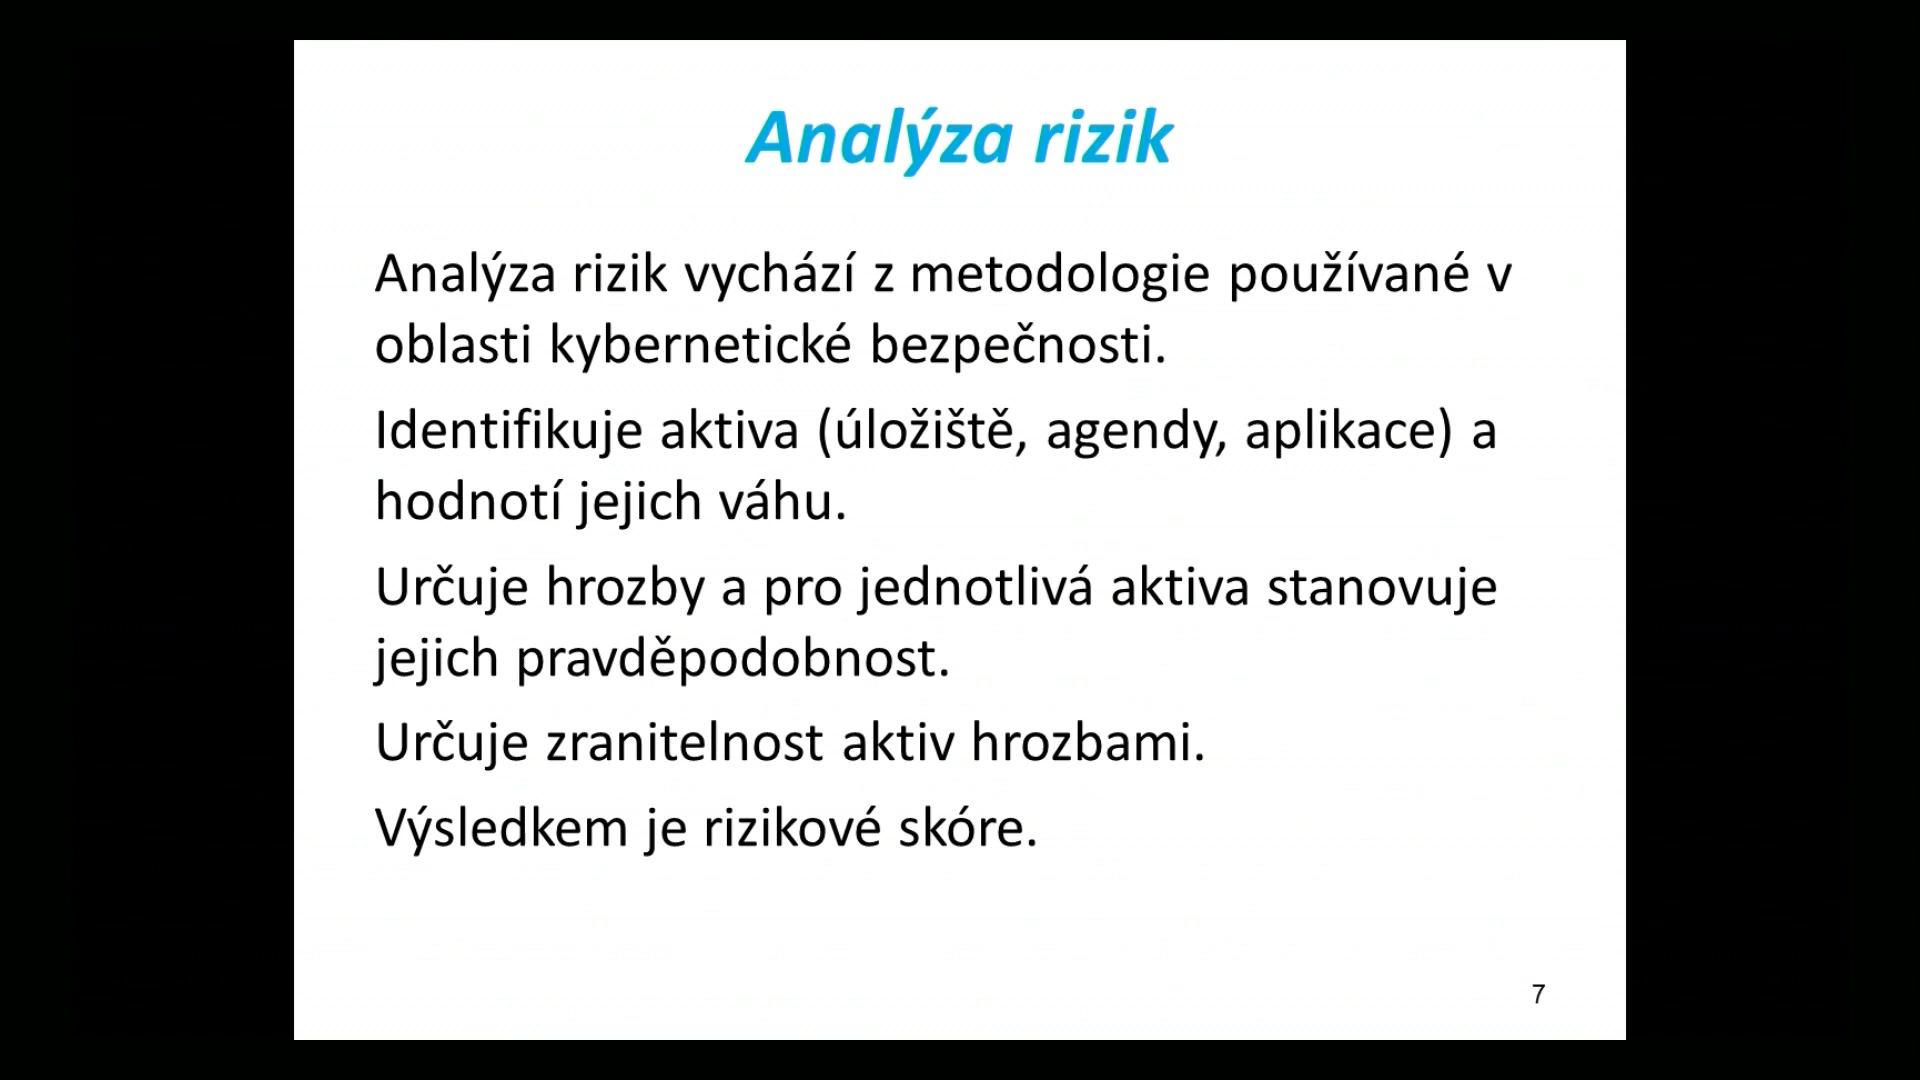 Analýza rizik
Analýza rizik vychází z metodologie používané v
oblasti kybernetické bezpečnosti.
Identifikuje aktiva (úložiště, agendy, aplikace) a
hodnotí jejich váhu.
Určuje hrozby a pro jednotlivá aktiva stanovuje
jejich pravděpodobnost.
Určuje zranitelnost aktiv hrozbami.
Výsledkem je rizikové skóre.
7